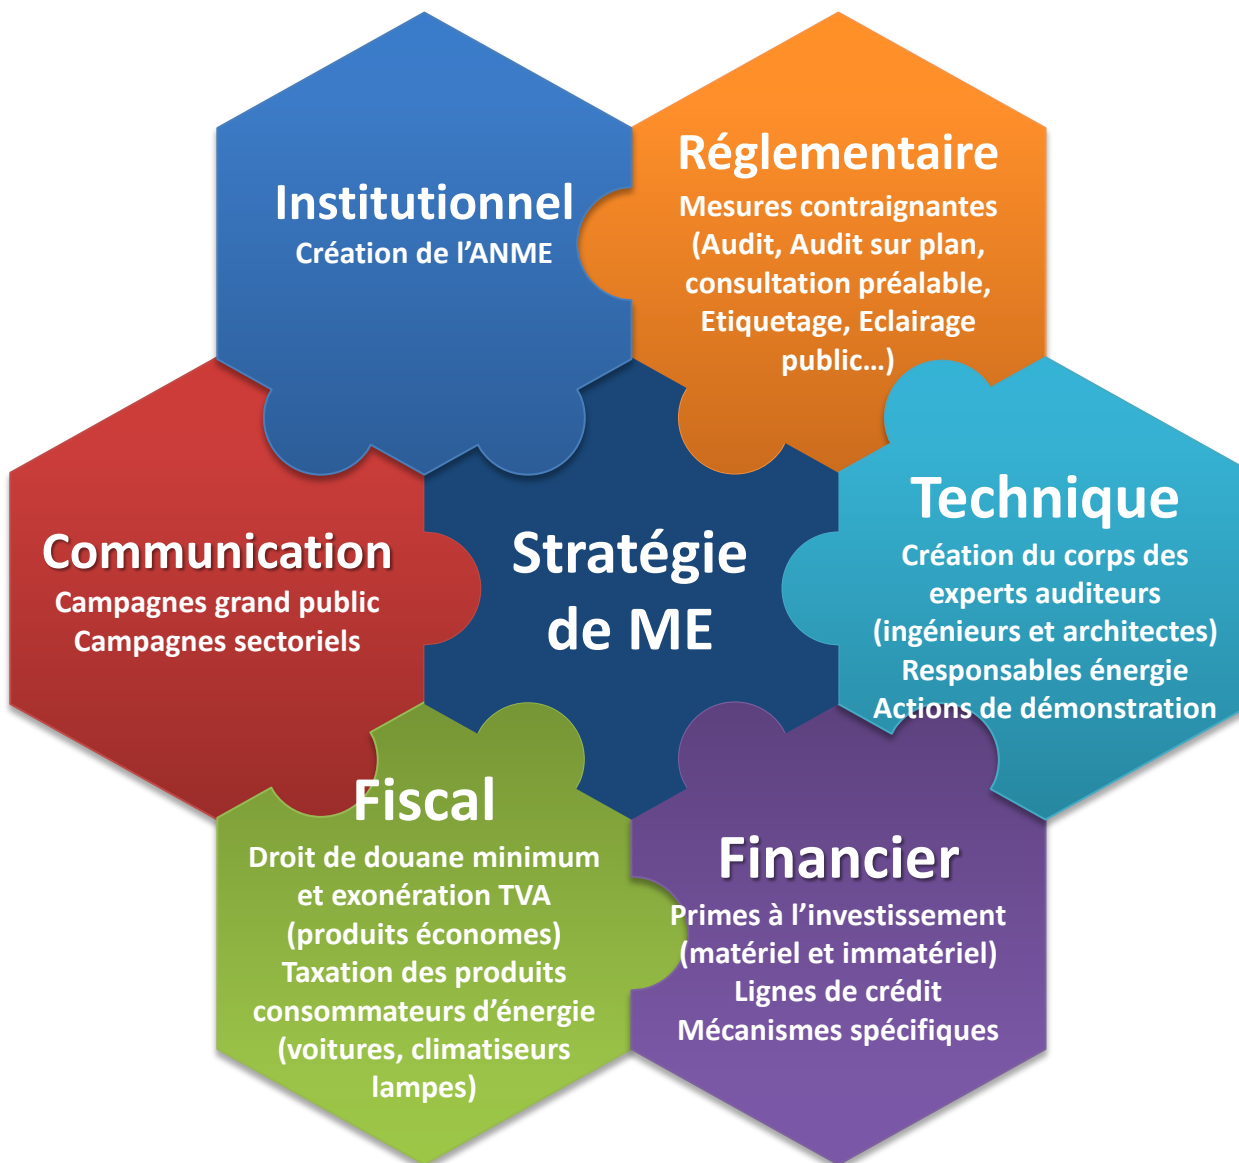 Institutionnel
Création de l’ANME
Réglementaire
Mesures contraignantes
(Audit, Audit sur plan,
consultation préalable,
Etiquetage, Eclairage
public…)
Communication
Campagnes grand public
Campagnes sectoriels
Stratégie
de ME
Technique
Création du corps des
experts auditeurs
(ingénieurs et architectes)
Responsables énergie
Actions de démonstration
Fiscal
Droit de douane minimum
et exonération TVA
(produits économes)
Taxation des produits
consommateurs d’énergie
(voitures, climatiseurs
lampes)
Financier
Primes à l’investissement
(matériel et immatériel)
Lignes de crédit
Mécanismes spécifiques